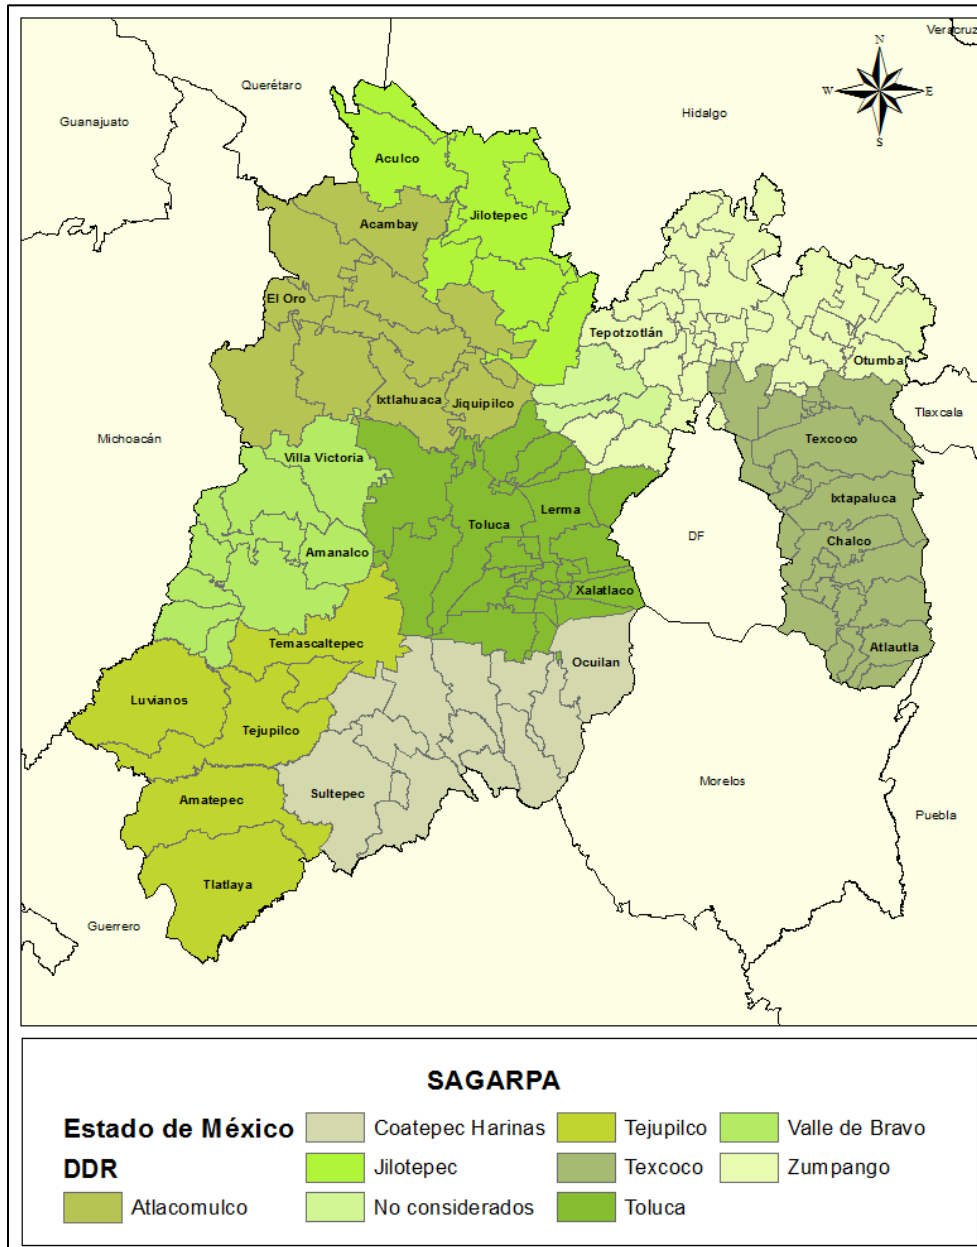 Veracruz
N
Querétaro
W
E
Hidalgo
Guanajuato
S
Aculco
Jilotepec
Acambay
El Oro
Tepotzotlán
Otumba
Ixtlahuaca
Jiquipilco
Tlaxcala
Michoacán
Texcoco
Villa Victoria
Ixtapaluca
Lerma
Toluca
DF
Chalco
Amanalco
Xalatlaco
Temascaltepec
Atlautla
Ocuilan
Luvianos
Tejupilco
Morelos
Sultepec
Amatepec
Puebla
Tlatlaya
Guerrero
SAGARPA
Estado de México
DDR
Atlacomulco
Coatepec Harinas
Jilotepec
No considerados
Tejupilco
Texcoco
Toluca
Valle de Bravo
Zumpango